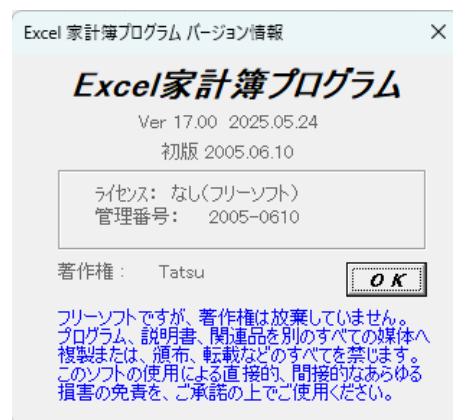 Excel 家計簿プログラム バージョン情報
Excel家計簿プログラム
Ver 17.00 2025.05.24
初版 2005.06.10
ライセンス: なし(フリーソフト)
管理番号: 2005-0610
著作権: Tatsu
OK
フリーソフトですが、著作権は放棄していません。
プログラム、説明書、関連品を別のすべての媒体へ
複製または、頒布、転載などのすべてを禁じます。
このソフトの使用による直接的、間接的なあらゆる
損害の免責を、ご承諾の上でご使用ください。